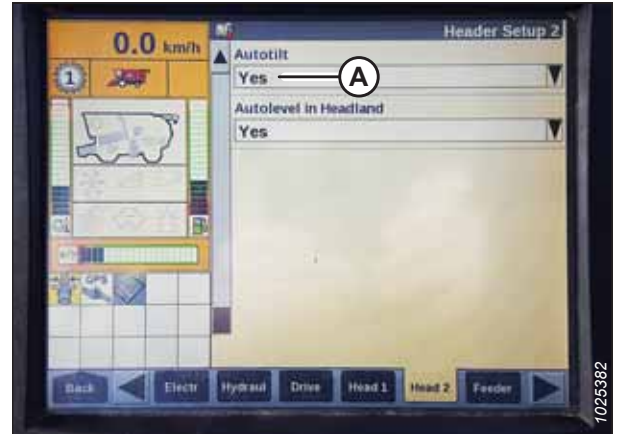 0.0 km/h
Header Setup 2
Autotilt
Yes
A
1
Autolevel in Headland
Yes
GPS
Back
Electr
Hydraul
Drive
Head 1
Head 2
Feeder
1025382